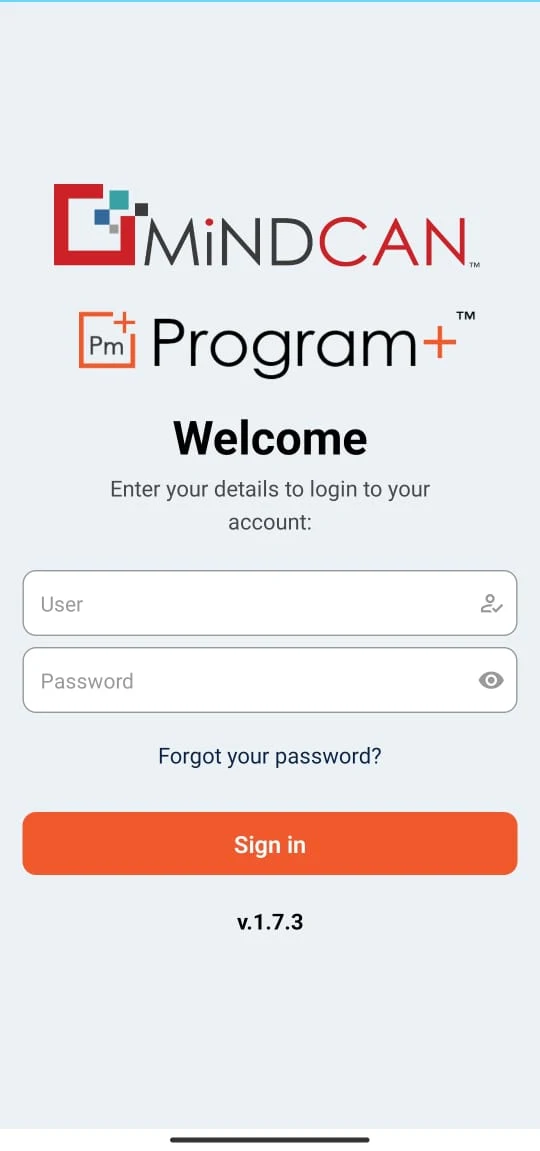 MiNDCAN™
Pm Program+™
Welcome
Enter your details to login to your
account:
User
Password
Forgot your password?
Sign in
v.1.7.3